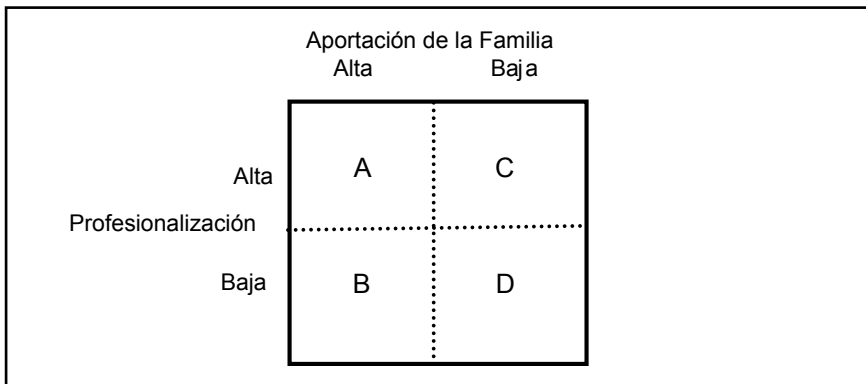 Aportación de la Familia
Alta Baja
Alta A C
Profesionalización
Baja B D